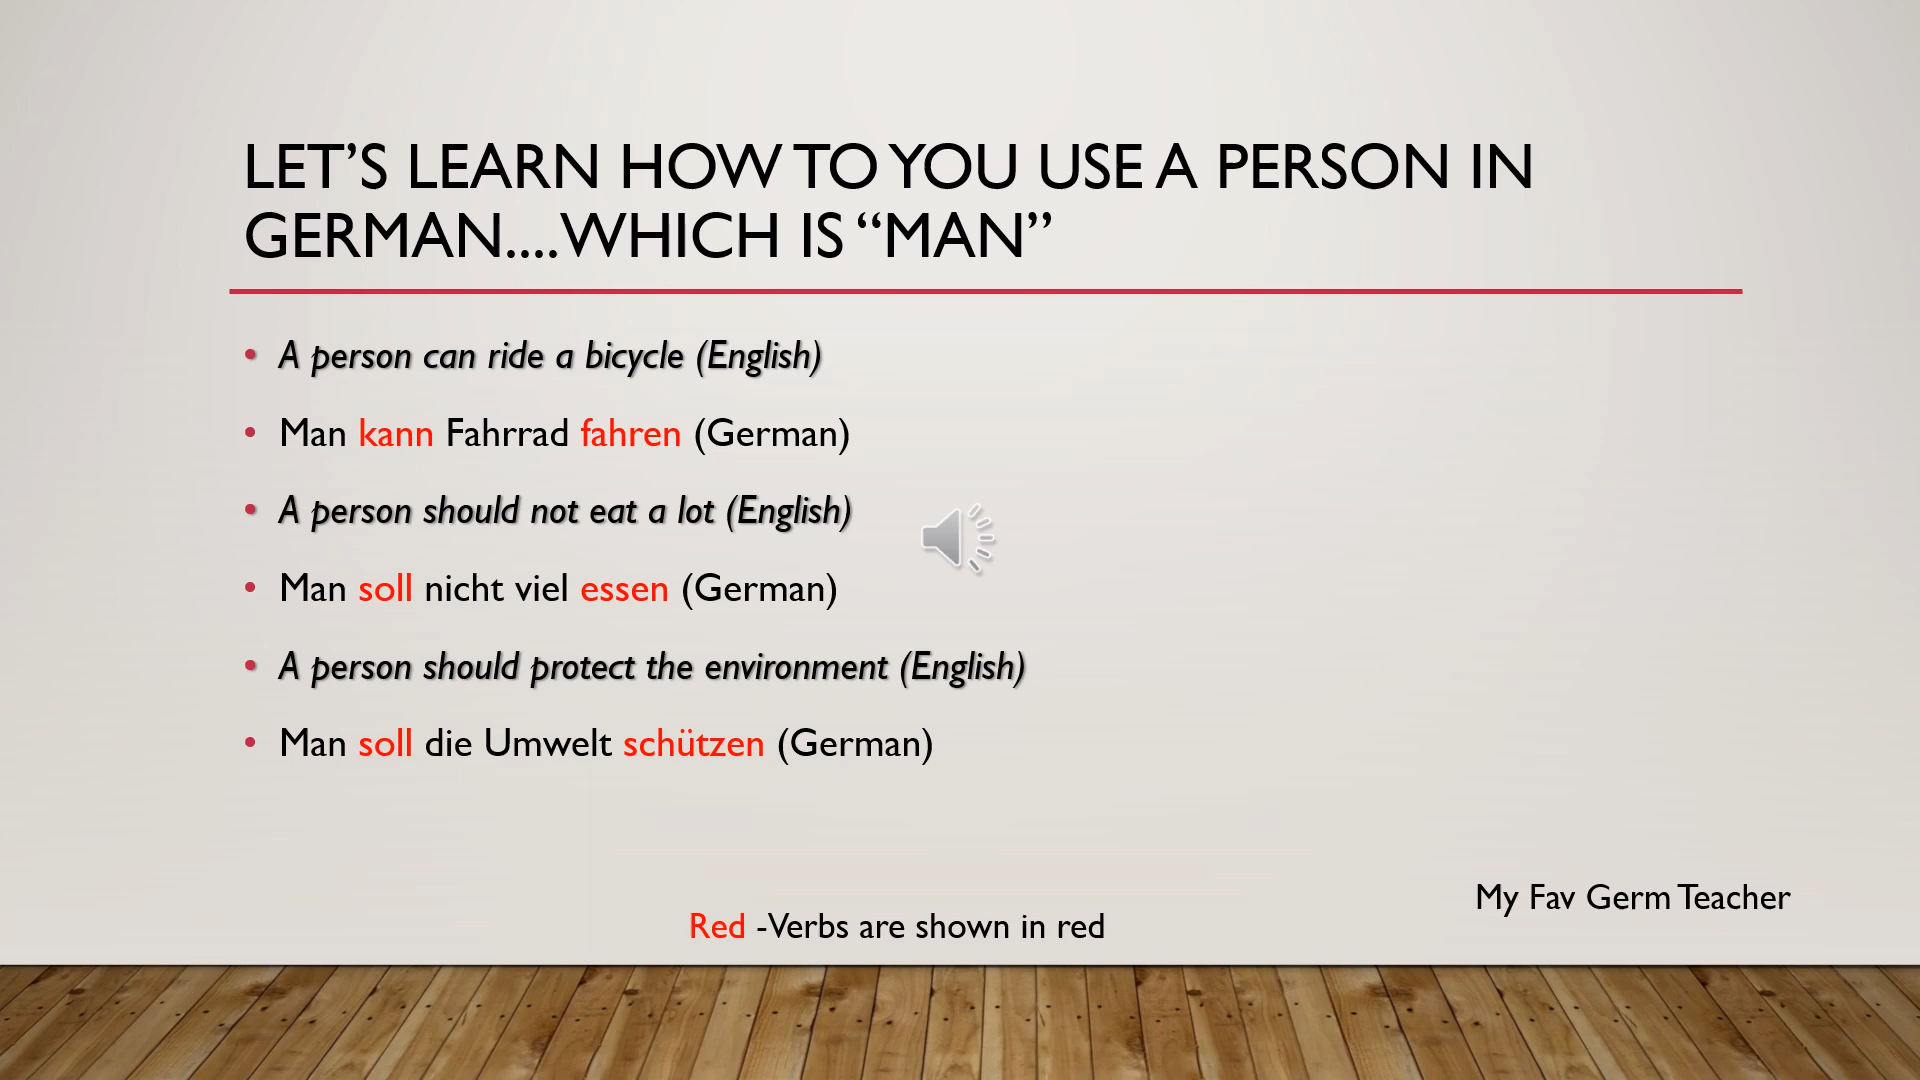 LET’S LEARN HOW TO YOU USE A PERSON IN
GERMAN....WHICH IS “MAN”
• A person can ride a bicycle (English)
• Man kann Fahrrad fahren (German)
• A person should not eat a lot (English)
• Man soll nicht viel essen (German)
• A person should protect the environment (English)
• Man soll die Umwelt schützen (German)
My Fav Germ Teacher
Red -Verbs are shown in red